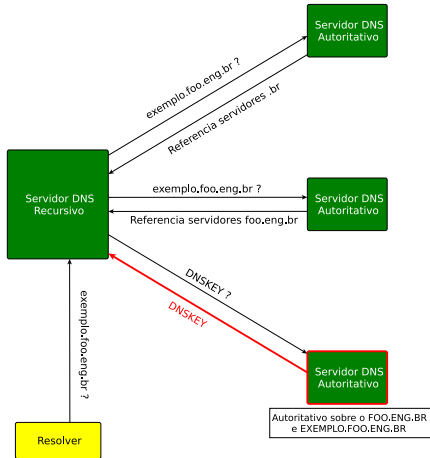 Servidor DNS
Autoritativo
exemplo.foo.eng.br ?
Referencia servidores .br
Servidor DNS
Recursivo
exemplo.foo.eng.br ?
Referencia servidores foo.eng.br
Servidor DNS
Autoritativo
DNSKEY ?
DNSKEY
exemplo.foo.eng.br ?
Servidor DNS
Autoritativo
Autoritativo sobre o FOO.ENG.BR
e EXEMPLO.FOO.ENG.BR
Resolver